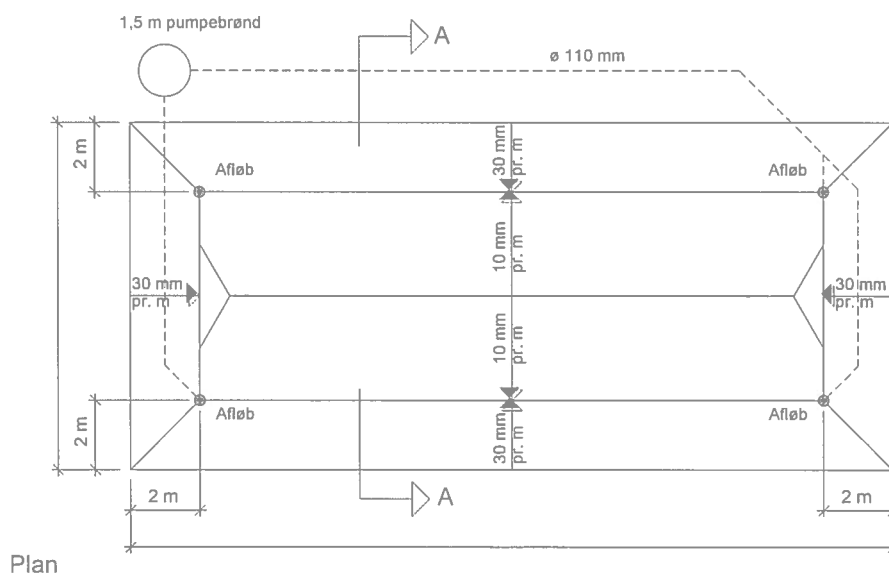 1,5 m pumpebrønd
A
ø 110 mm
2 m
30 mm
pr. m
Afløb
Afløb
10 mm
pr. m
30 mm
pr. m
30 mm
pr. m
10 mm
pr. m
2 m
Afløb
30 mm
pr. m
Afløb
2 m
A
2 m
Plan